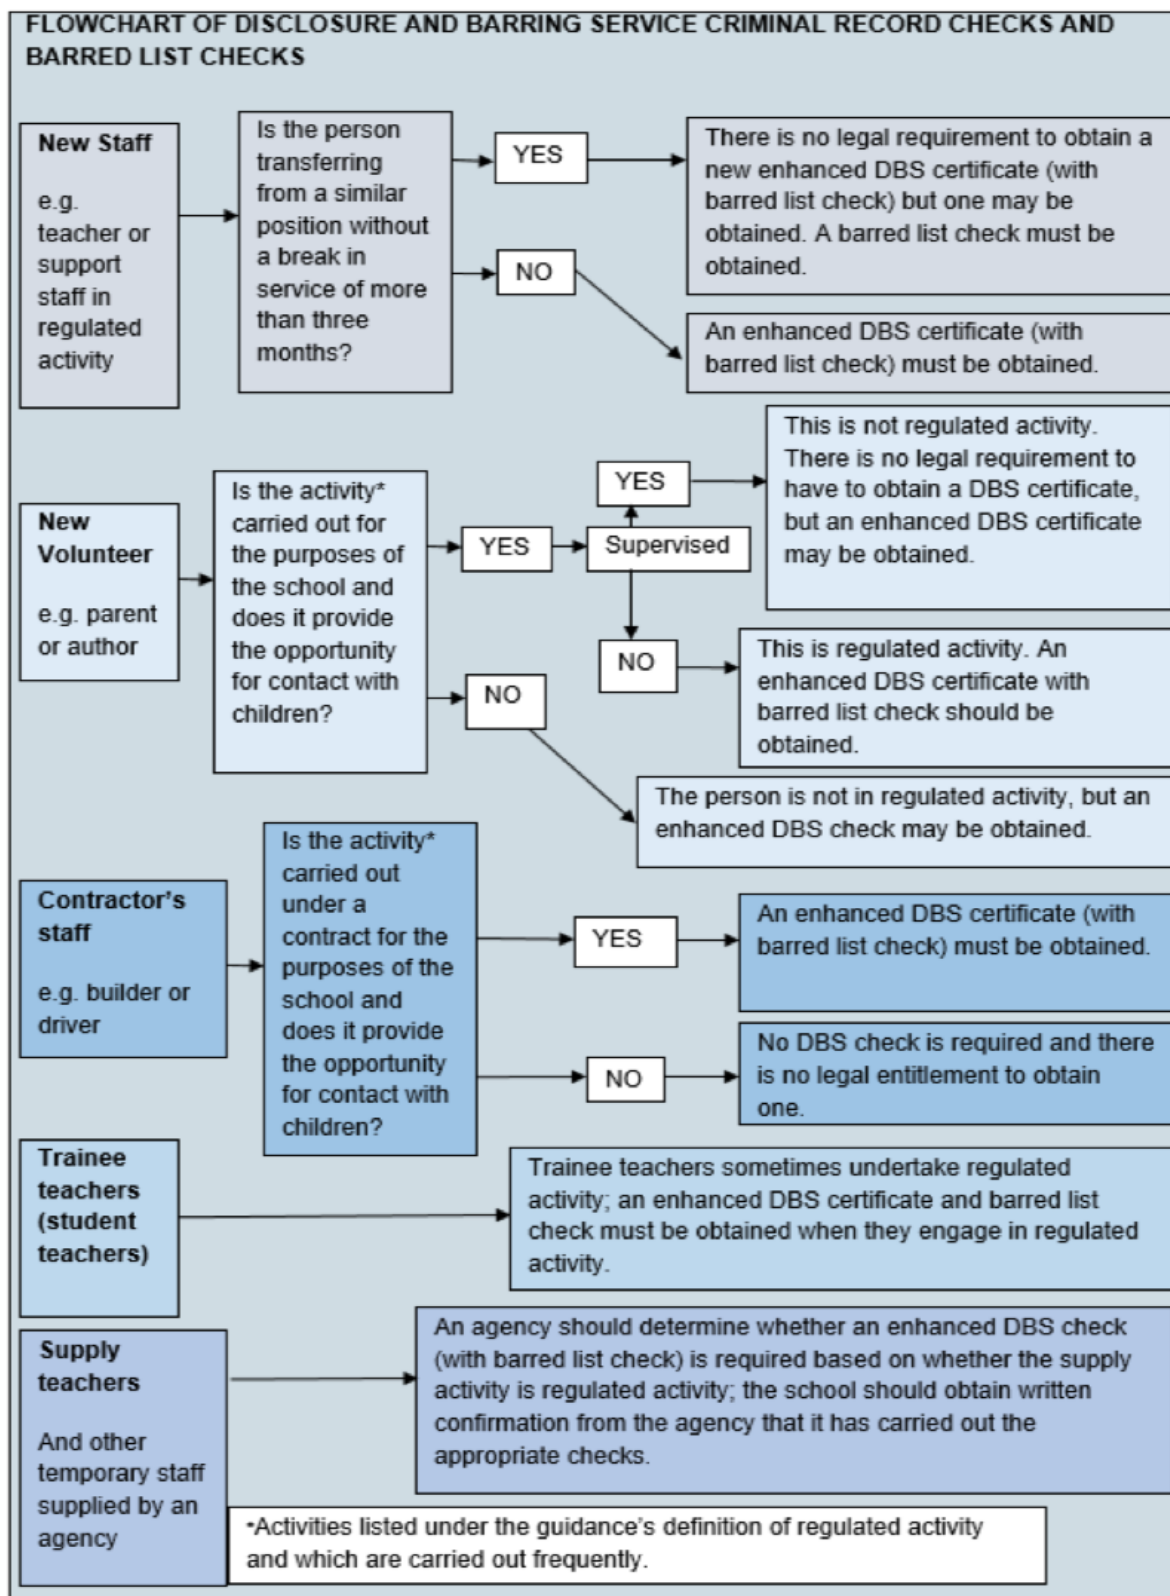 FLOWCHART OF DISCLOSURE AND BARRING SERVICE CRIMINAL RECORD CHECKS AND
BARRED LIST CHECKS
New Staff
e.g.
teacher or
support
staff in
regulated
activity
Is the person
transferring
from a similar
position without
a break in
service of more
than three
months?
YES
There is no legal requirement to obtain a
new enhanced DBS certificate (with
barred list check) but one may be
obtained. A barred list check must be
obtained.
NO
An enhanced DBS certificate (with
barred list check) must be obtained.
New
Volunteer
e.g. parent
or author
Is the activity*
carried out for
the purposes of
the school and
does it provide
the opportunity
for contact with
children?
YES
Supervised
YES
This is not regulated activity.
There is no legal requirement to
have to obtain a DBS certificate,
but an enhanced DBS certificate
may be obtained.
NO
This is regulated activity. An
enhanced DBS certificate with
barred list check should be
obtained.
NO
The person is not in regulated activity, but an
enhanced DBS check may be obtained.
Contractor's
staff
e.g. builder or
driver
Is the activity*
carried out
under a
contract for the
purposes of the
school and
does it provide
the opportunity
for contact with
children?
YES
An enhanced DBS certificate (with
barred list check) must be obtained.
NO
No DBS check is required and there
is no legal entitlement to obtain
one.
Trainee
teachers
(student
teachers)
Trainee teachers sometimes undertake regulated
activity; an enhanced DBS certificate and barred list
check must be obtained when they engage in regulated
activity.
Supply
teachers
And other
temporary staff
supplied by an
agency
An agency should determine whether an enhanced DBS check
(with barred list check) is required based on whether the supply
activity is regulated activity; the school should obtain written
confirmation from the agency that it has carried out the
appropriate checks.
*Activities listed under the guidance's definition of regulated activity
and which are carried out frequently.